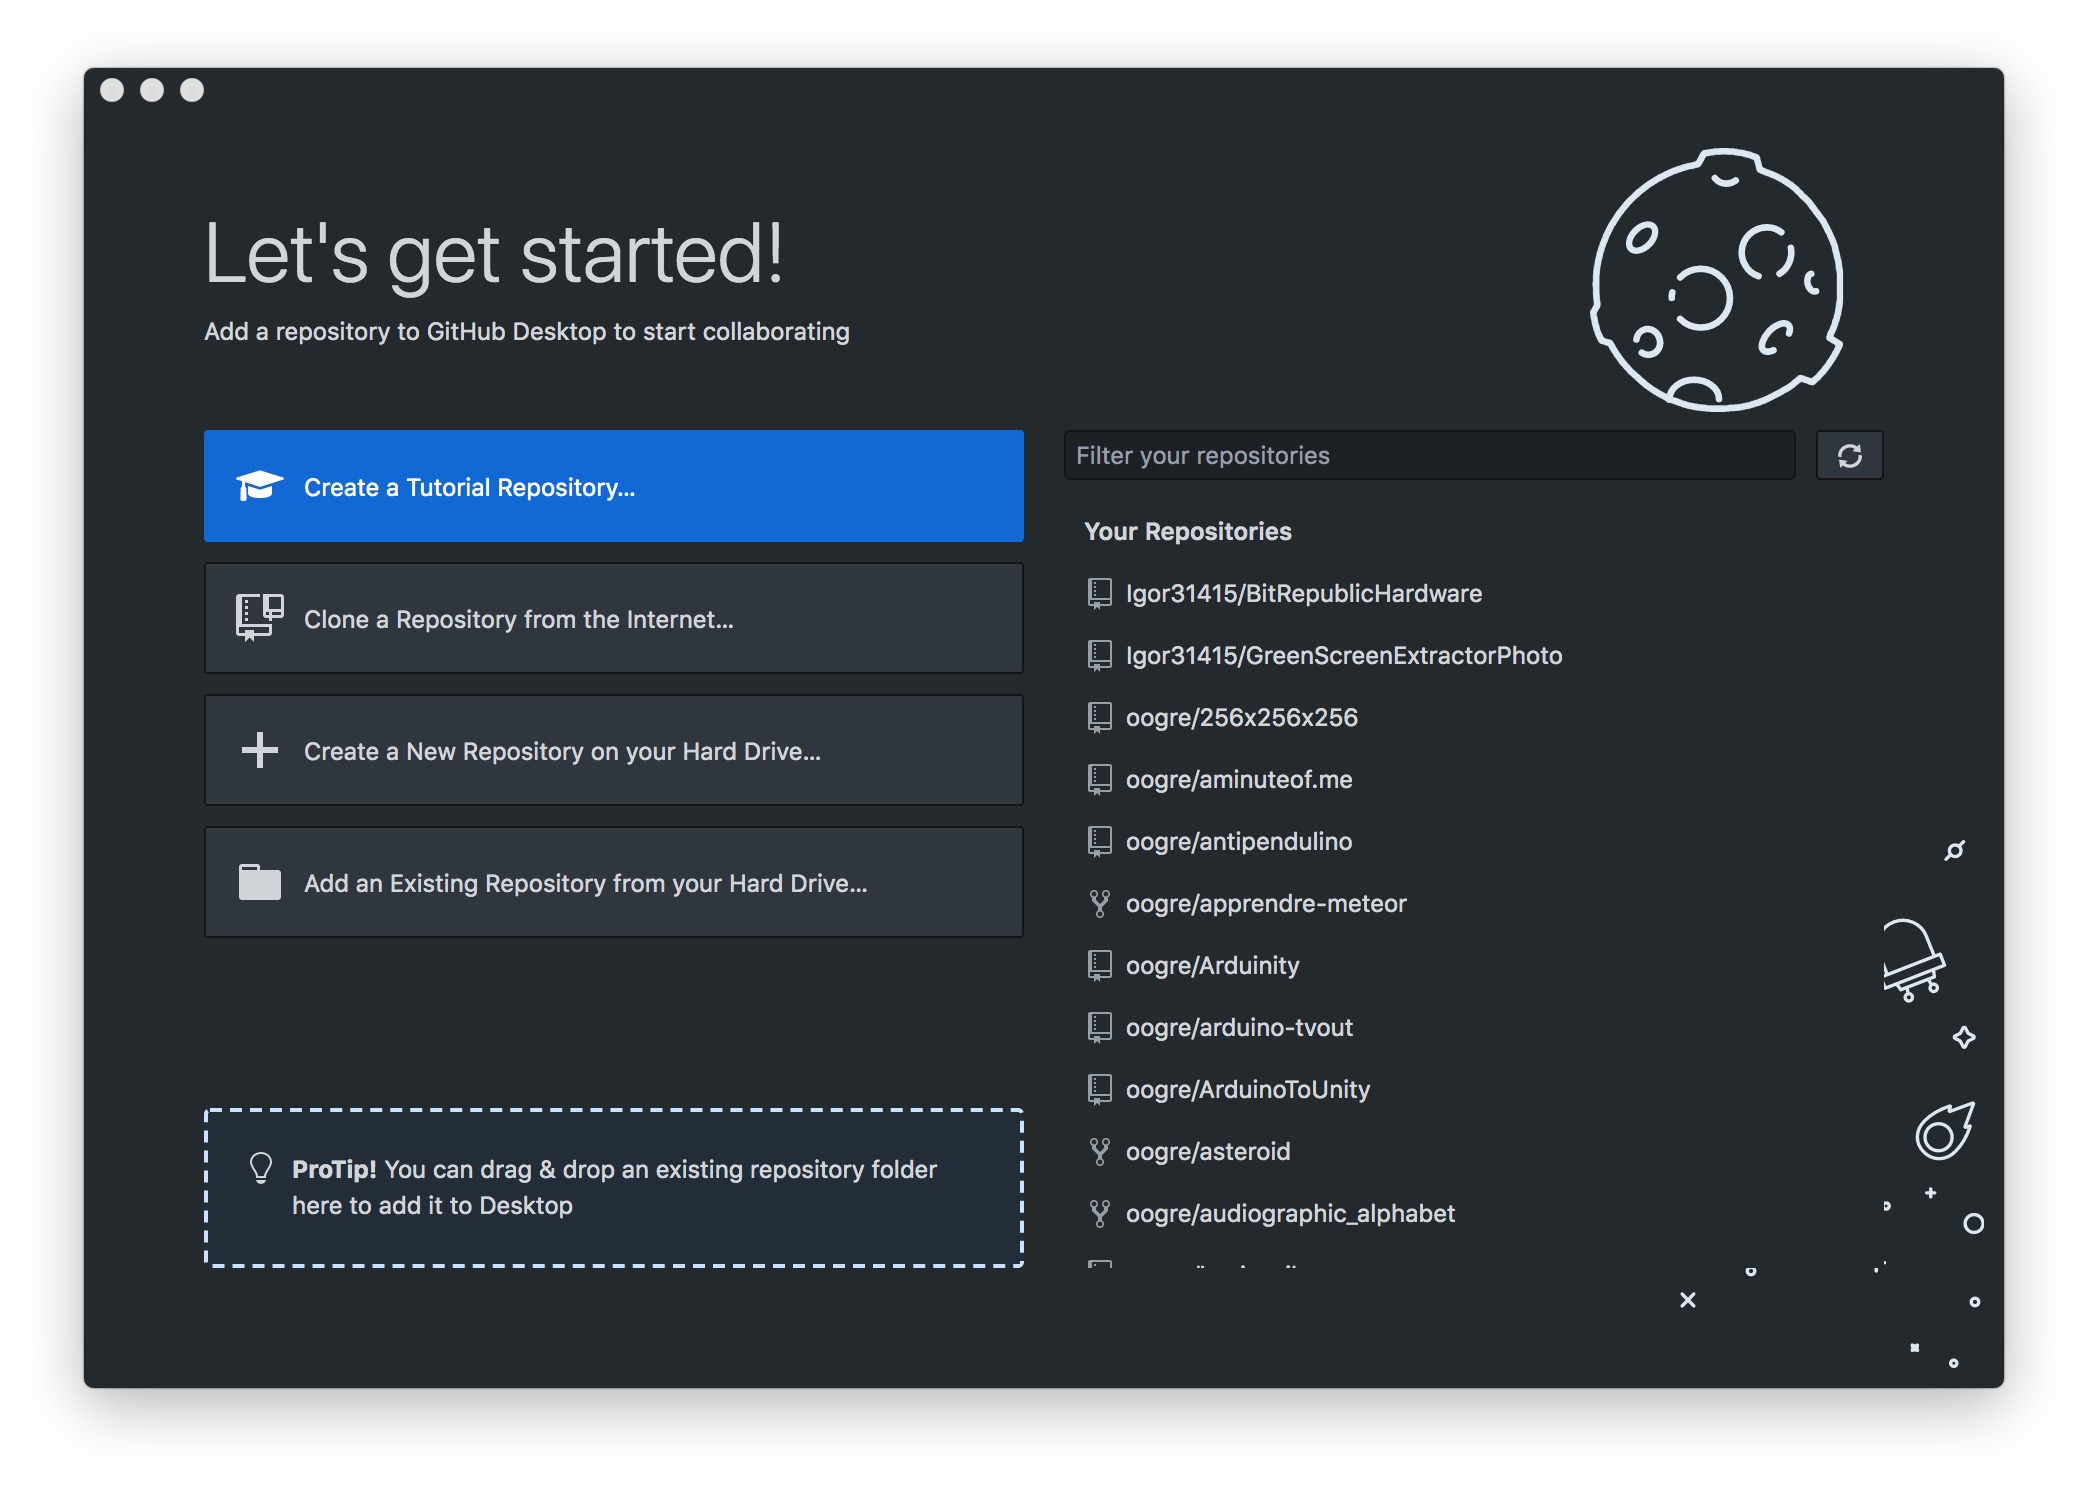 Let's get started!
Add a repository to GitHub Desktop to start collaborating
Create a Tutorial Repository...
Clone a Repository from the Internet...
Create a New Repository on your Hard Drive...
Add an Existing Repository from your Hard Drive...
ProTip! You can drag & drop an existing repository folder
here to add it to Desktop
Filter your repositories
Your Repositories
Igor31415/BitRepublicHardware
Igor31415/GreenScreenExtractorPhoto
oogre/256x256x256
oogre/aminuteof.me
oogre/antipendulino
oogre/apprendre-meteor
oogre/Arduinity
oogre/arduino-tvout
oogre/ArduinoToUnity
oogre/asteroid
oogre/audiographic_alphabet